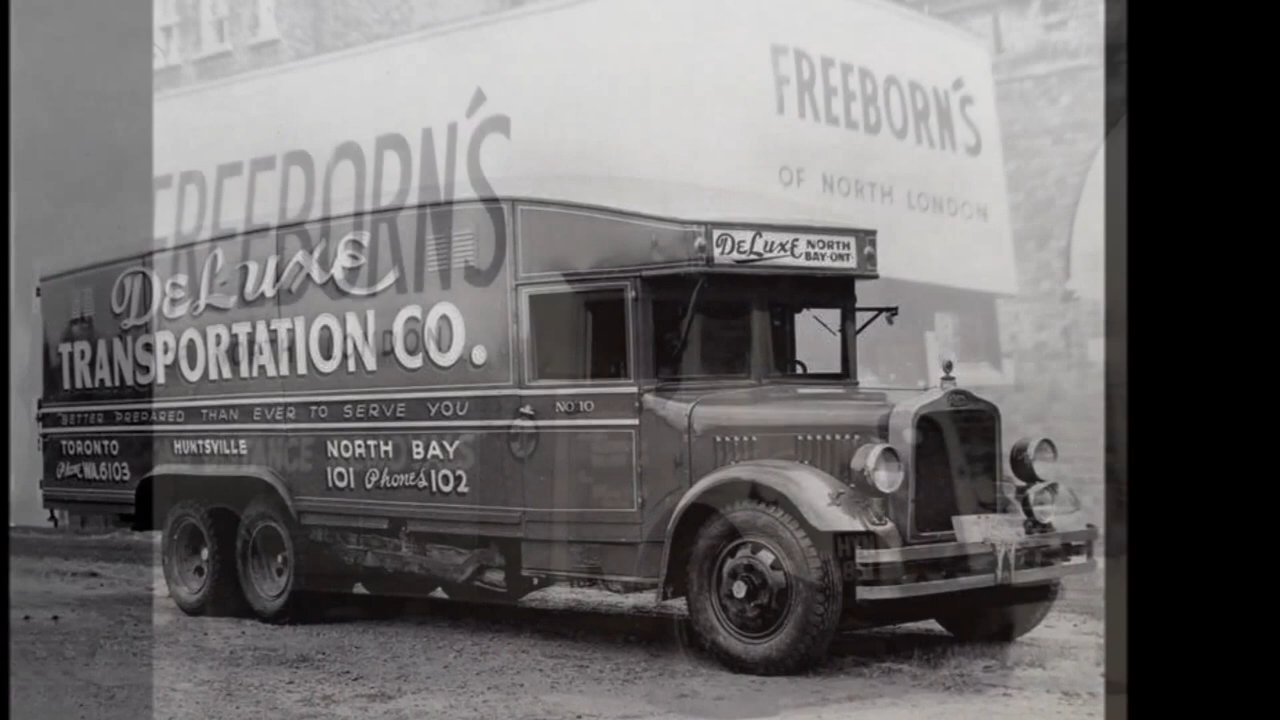 FREEBORN'S
OF NORTH LONDON
FREEBORN'S
DELUXE NORTH
BAY·ONT·
DELUXE
TRANSPORTATION CO.
BETTER PREPARED THAN EVER TO SERVE YOU
NO 10
TORONTO
Phone WA.6103
HUNTSVILLE
NORTH BAY
101 Phones 102